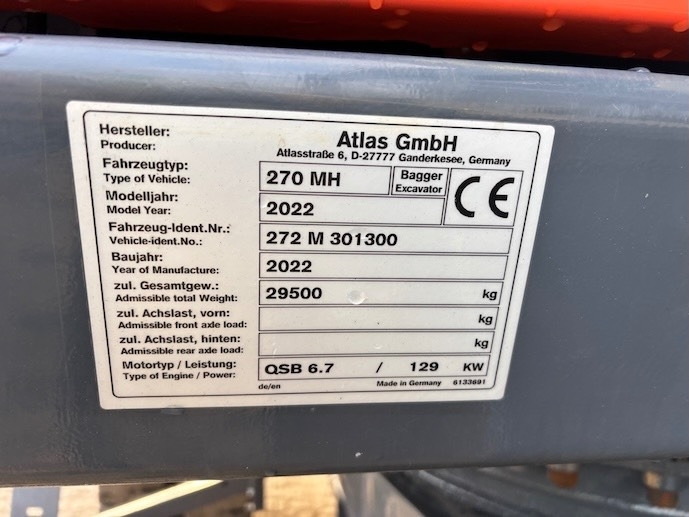 Hersteller:
Producer:
Atlas GmbH
Atlasstraße 6, D-27777 Ganderkesee, Germany
Fahrzeugtyp:
Type of Vehicle:
270 MH
Bagger
Excavator
CE
Modelljahr:
Model Year:
2022
Fahrzeug-Ident.Nr.:
Vehicle-ident.No.:
272 M 301300
Baujahr:
Year of Manufacture:
2022
zul. Gesamtgew.:
Admissible total Weight:
29500 kg
zul. Achslast, vorn:
Admissible front axle load:
kg
zul. Achslast, hinten:
Admissible rear axle load:
kg
Motortyp / Leistung:
Type of Engine / Power:
QSB 6.7 / 129 KW
de/en
Made in Germany 6133691